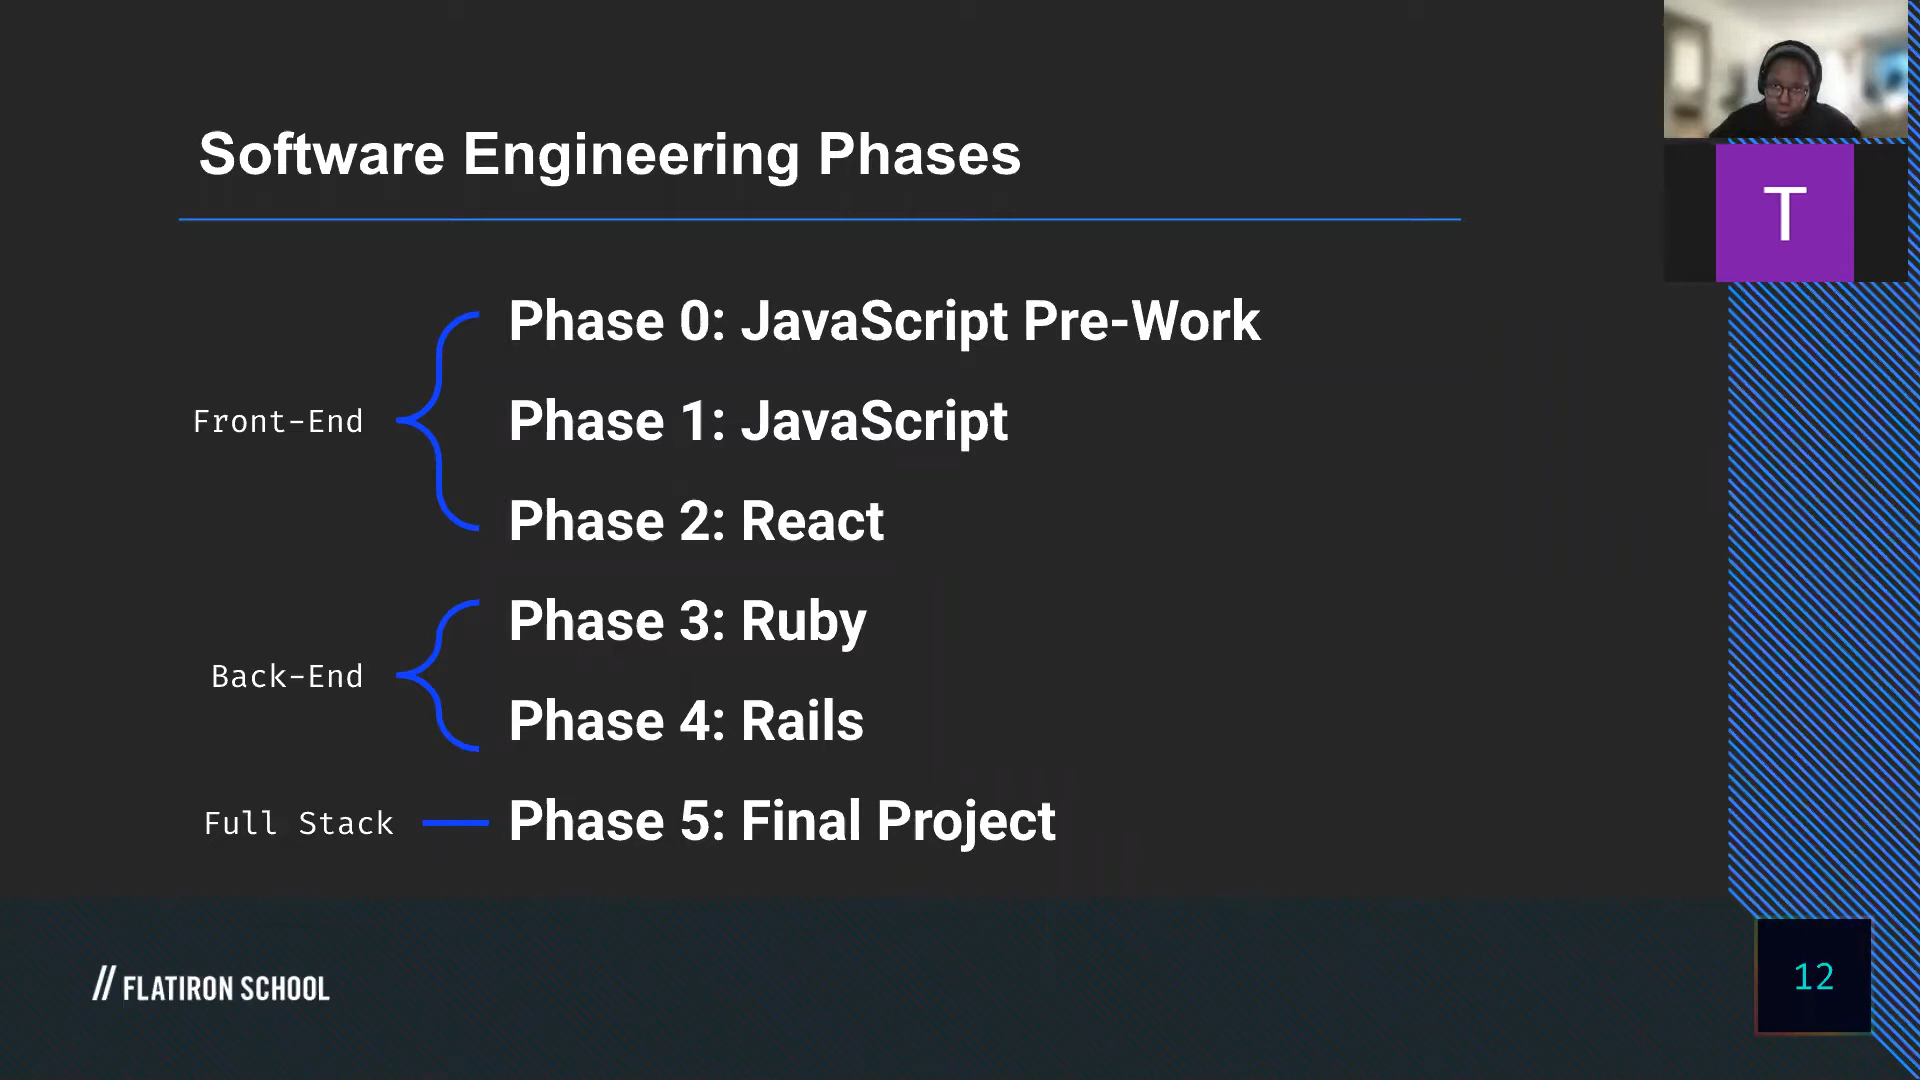 Software Engineering Phases
T
Phase 0: JavaScript Pre-Work
Front-End
Phase 1: JavaScript
Phase 2: React
Phase 3: Ruby
Back-End
Phase 4: Rails
Full Stack
Phase 5: Final Project
// FLATIRON SCHOOL
12